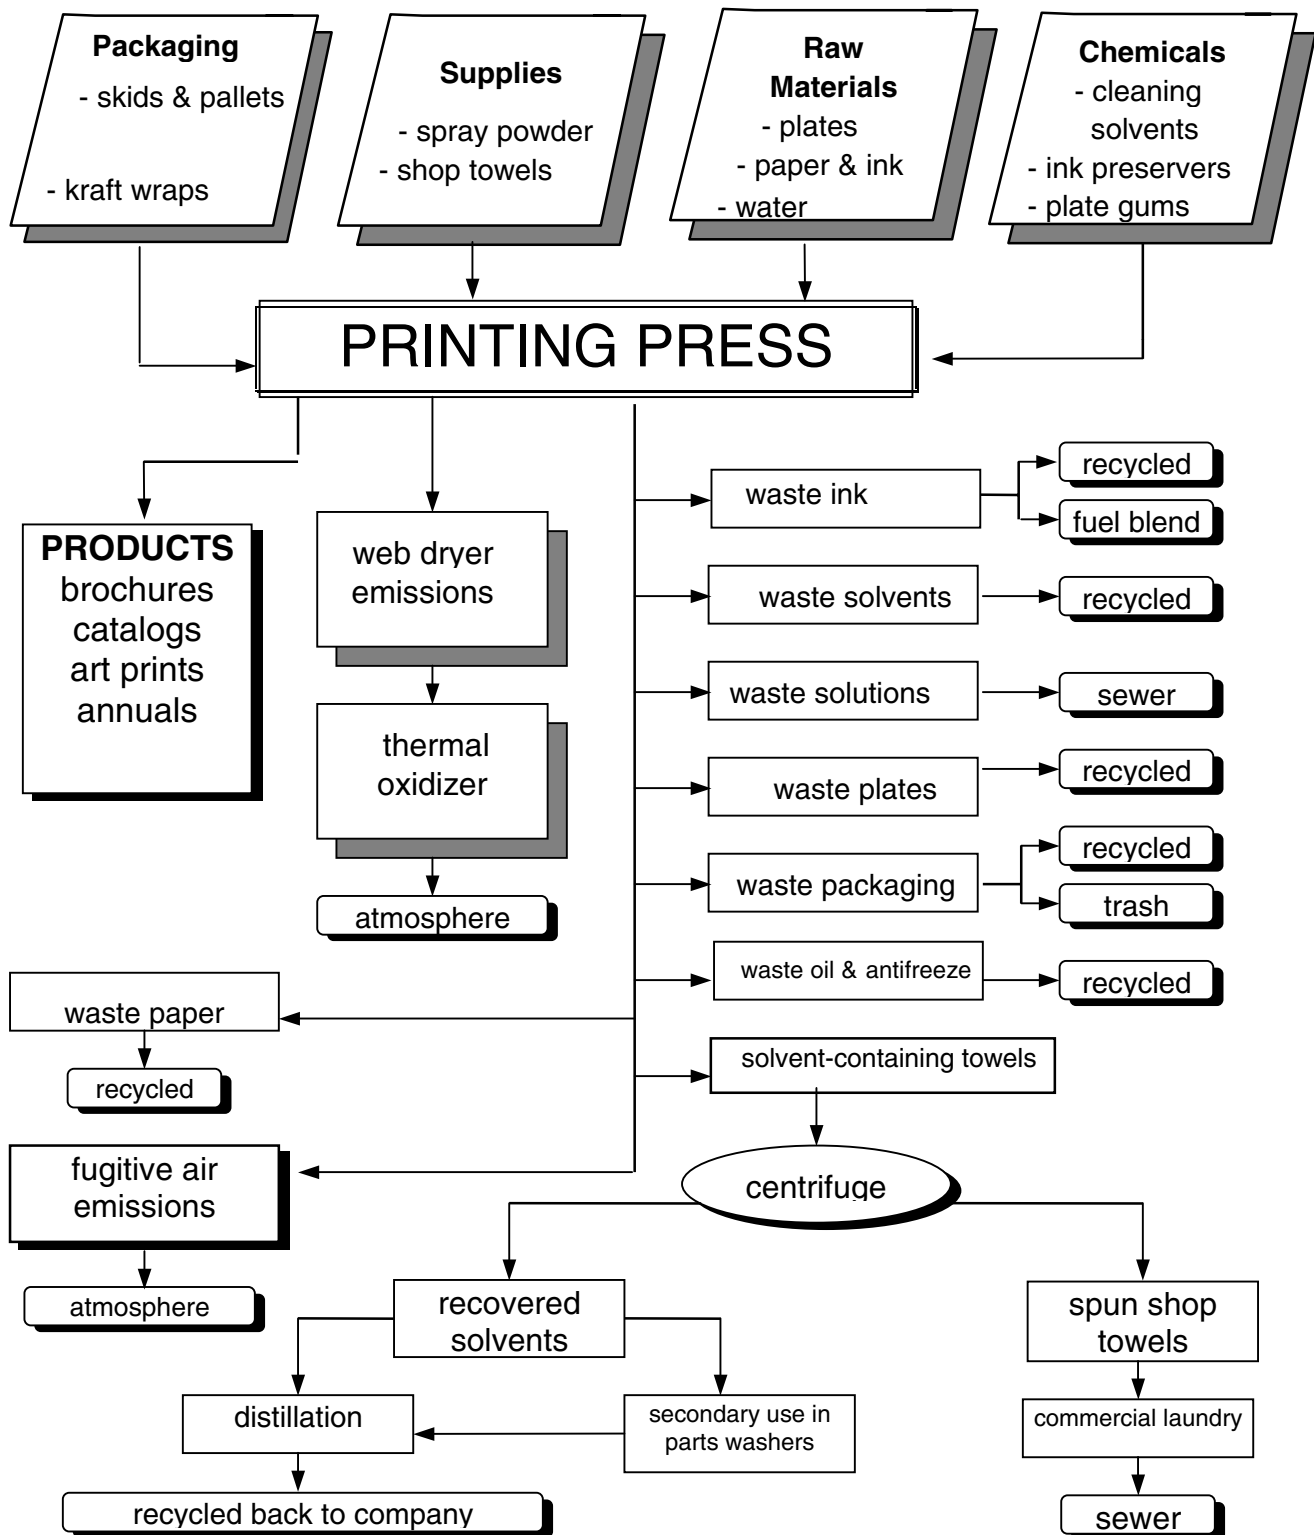 Packaging
- skids & pallets
- kraft wraps
Supplies
- spray powder
- shop towels
Raw
Materials
- plates
- paper & ink
- water
Chemicals
- cleaning
solvents
- ink preservers
- plate gums
PRINTING PRESS
PRODUCTS
brochures
catalogs
art prints
annuals
web dryer
emissions
thermal
oxidizer
atmosphere
waste ink
recycled
fuel blend
waste solvents
recycled
waste solutions
sewer
waste plates
recycled
waste packaging
recycled
trash
waste oil & antifreeze
recycled
waste paper
recycled
solvent-containing towels
fugitive air
emissions
atmosphere
centrifuge
recovered
solvents
spun shop
towels
distillation
secondary use in
parts washers
commercial laundry
recycled back to company
sewer